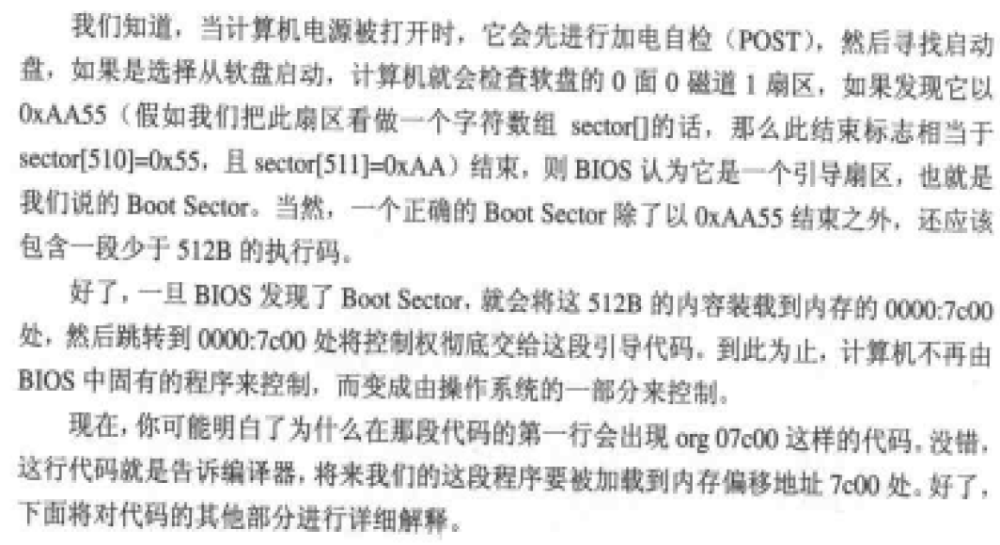 我们知道，当计算机电源被打开时，它会先进行加电自检（POST），然后寻找启动
盘，如果是选择从软盘启动，计算机就会检查软盘的 0 面 0 磁道 1 扇区，如果发现它以
0xAA55（假如我们把此扇区看做一个字符数组 sector[]的话，那么此结束标志相当于
sector[510]=0x55，且 sector[511]=0xAA）结束，则 BIOS 认为它是一个引导扇区，也就是
我们说的 Boot Sector。当然，一个正确的 Boot Sector 除了以 0xAA55 结束之外，还应该
包含一段少于 512B 的执行码。
好了，一旦 BIOS 发现了 Boot Sector，就会将这 512B 的内容装载到内存的 0000:7c00
处，然后跳转到 0000:7c00 处将控制权彻底交给这段引导代码。到此为止，计算机不再由
BIOS 中固有的程序来控制，而变成由操作系统的一部分来控制。
现在，你可能明白了为什么在那段代码的第一行会出现 org 07c00 这样的代码。没错，
这行代码就是告诉编译器，将来我们的这段程序要被加载到内存偏移地址 7c00 处。好了，
下面将对代码的其他部分进行详细解释。